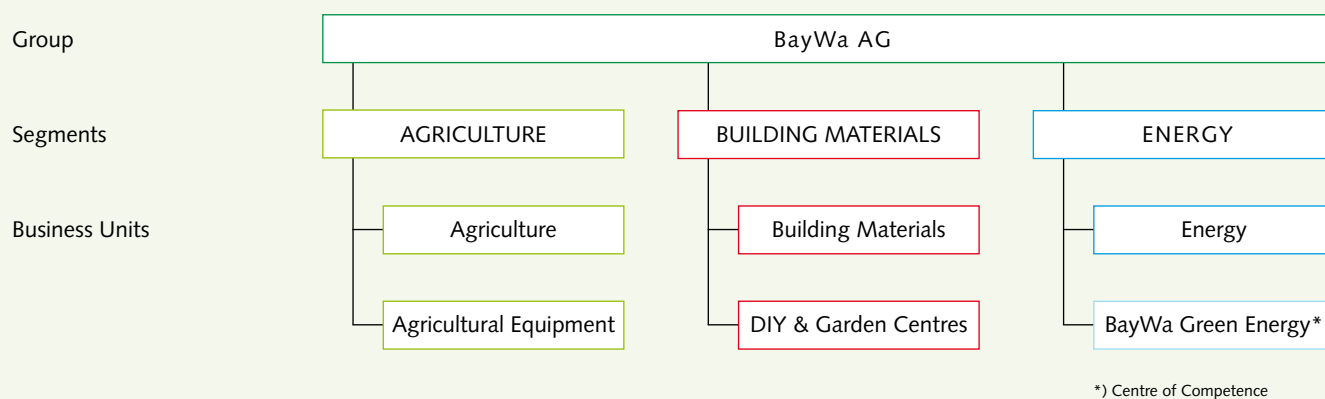 Group
BayWa AG
Segments
AGRICULTURE
BUILDING MATERIALS
ENERGY
Business Units
Agriculture
Building Materials
Energy
Agricultural Equipment
DIY & Garden Centres
BayWa Green Energy*
*) Centre of Competence